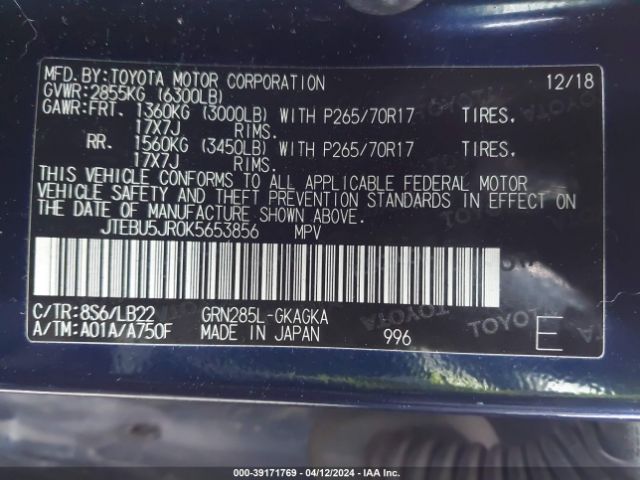 MFD. BY: TOYOTA MOTOR CORPORATION 12/18
GVWR: 2855KG (6300LB)
GAWR: FRT. 1360KG (3000LB) WITH P265/70R17 TIRES,
17X7J RIMS.
RR. 1560KG (3450LB) WITH P265/70R17 TIRES,
17X7J RIMS.
THIS VEHICLE CONFORMS TO ALL APPLICABLE FEDERAL MOTOR
VEHICLE SAFETY AND THEFT PREVENTION STANDARDS IN EFFECT ON
THE DATE OF MANUFACTURE SHOWN ABOVE.
JTEBU5JR0K5653856 MPV
C/TR: 8S6/LB22 GRN285L-GKAGKA
A/TM: A01A/A750F MADE IN JAPAN 996 E
TOYOTA
000-39171769 - 04/12/2024 - IAA Inc.